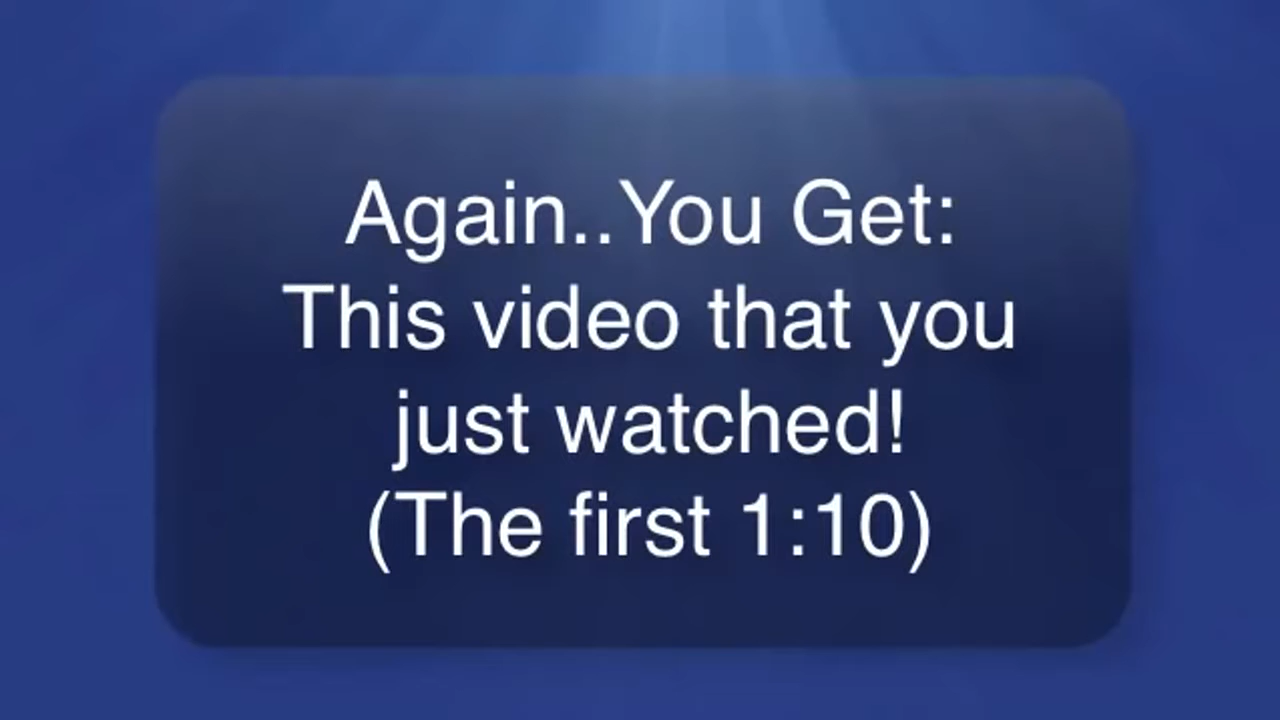 Again..You Get:
This video that you
just watched!
(The first 1:10)